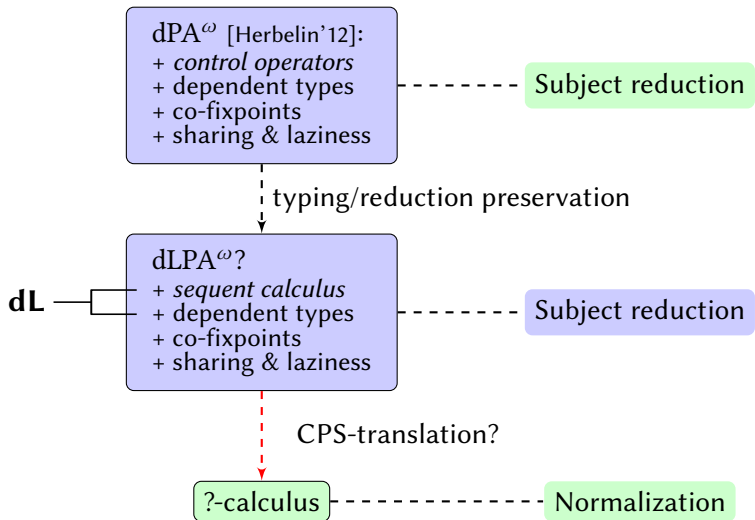 dPA^ω [Herbelin'12]:
+ control operators
+ dependent types
+ co-fixpoints
+ sharing & laziness
Subject reduction
typing/reduction preservation
dLPA^ω?
+ sequent calculus
+ dependent types
+ co-fixpoints
+ sharing & laziness
dL
Subject reduction
CPS-translation?
?-calculus
Normalization